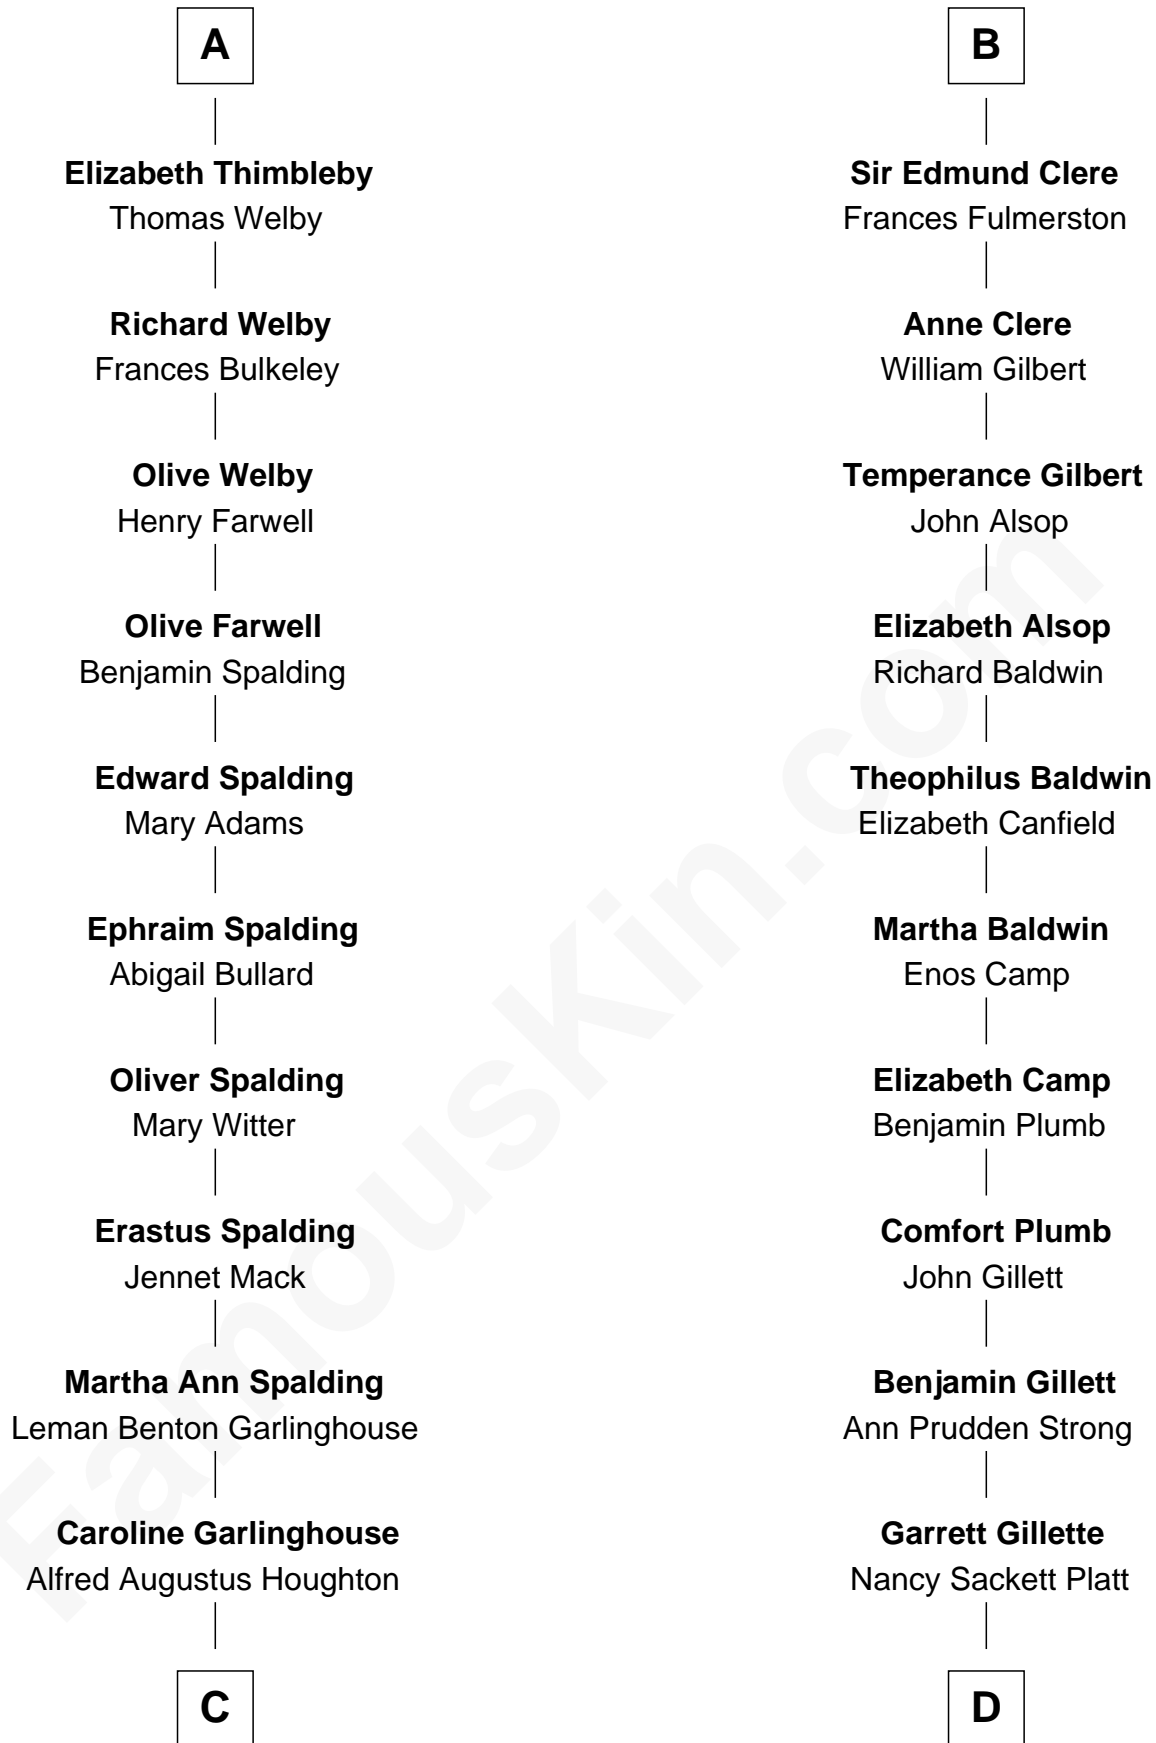 A
Elizabeth Thimbleby
Thomas Welby
Richard Welby
Frances Bulkeley
Olive Welby
Henry Farwell
Olive Farwell
Benjamin Spalding
Edward Spalding
Mary Adams
Ephraim Spalding
Abigail Bullard
Oliver Spalding
Mary Witter
Erastus Spalding
Jennet Mack
Martha Ann Spalding
Leman Benton Garlinghouse
Caroline Garlinghouse
Alfred Augustus Houghton
C
B
Sir Edmund Clere
Frances Fulmerston
Anne Clere
William Gilbert
Temperance Gilbert
John Alsop
Elizabeth Alsop
Richard Baldwin
Theophilus Baldwin
Elizabeth Canfield
Martha Baldwin
Enos Camp
Elizabeth Camp
Benjamin Plumb
Comfort Plumb
John Gillett
Benjamin Gillett
Ann Prudden Strong
Garrett Gillette
Nancy Sackett Platt
D
FamousKin.com